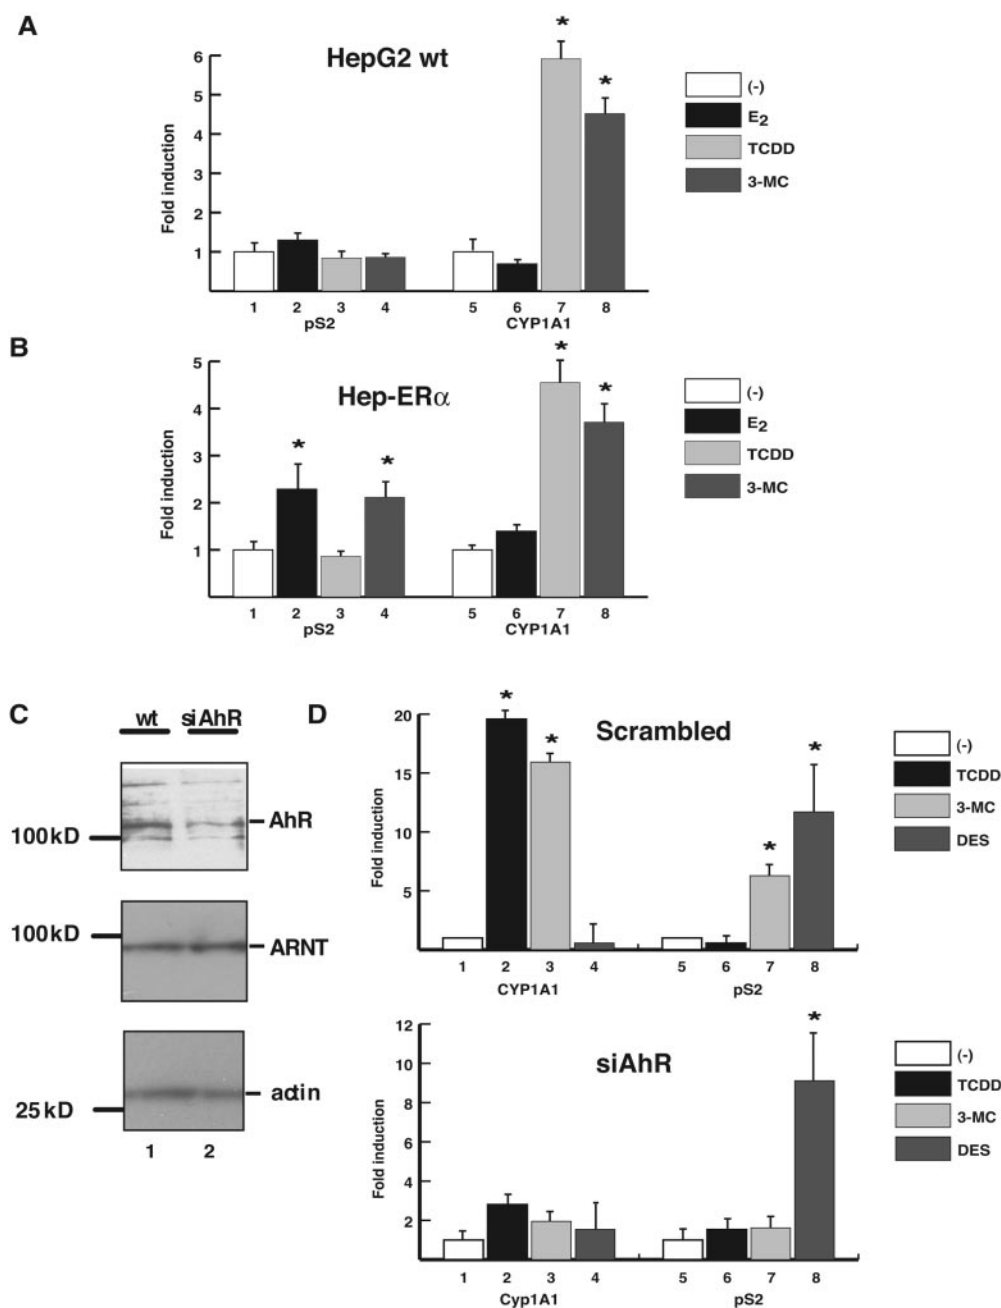 A
HepG2 wt
Fold induction
6
5
4
3
2
1
*
*
1 2 3 4 5 6 7 8
pS2 CYP1A1
(-)
E2
TCDD
3-MC
B
Hep-ERα
Fold induction
5
4
3
2
1
* * * *
1 2 3 4 5 6 7 8
pS2 CYP1A1
(-)
E2
TCDD
3-MC
C
wt siAhR
100kD
AhR
100kD
ARNT
25kD
actin
1 2
D
Scrambled
Fold induction
20
15
10
5
* * * *
1 2 3 4 5 6 7 8
CYP1A1 pS2
(-)
TCDD
3-MC
DES
siAhR
Fold induction
12
10
8
6
4
2
*
1 2 3 4 5 6 7 8
Cyp1A1 pS2
(-)
TCDD
3-MC
DES